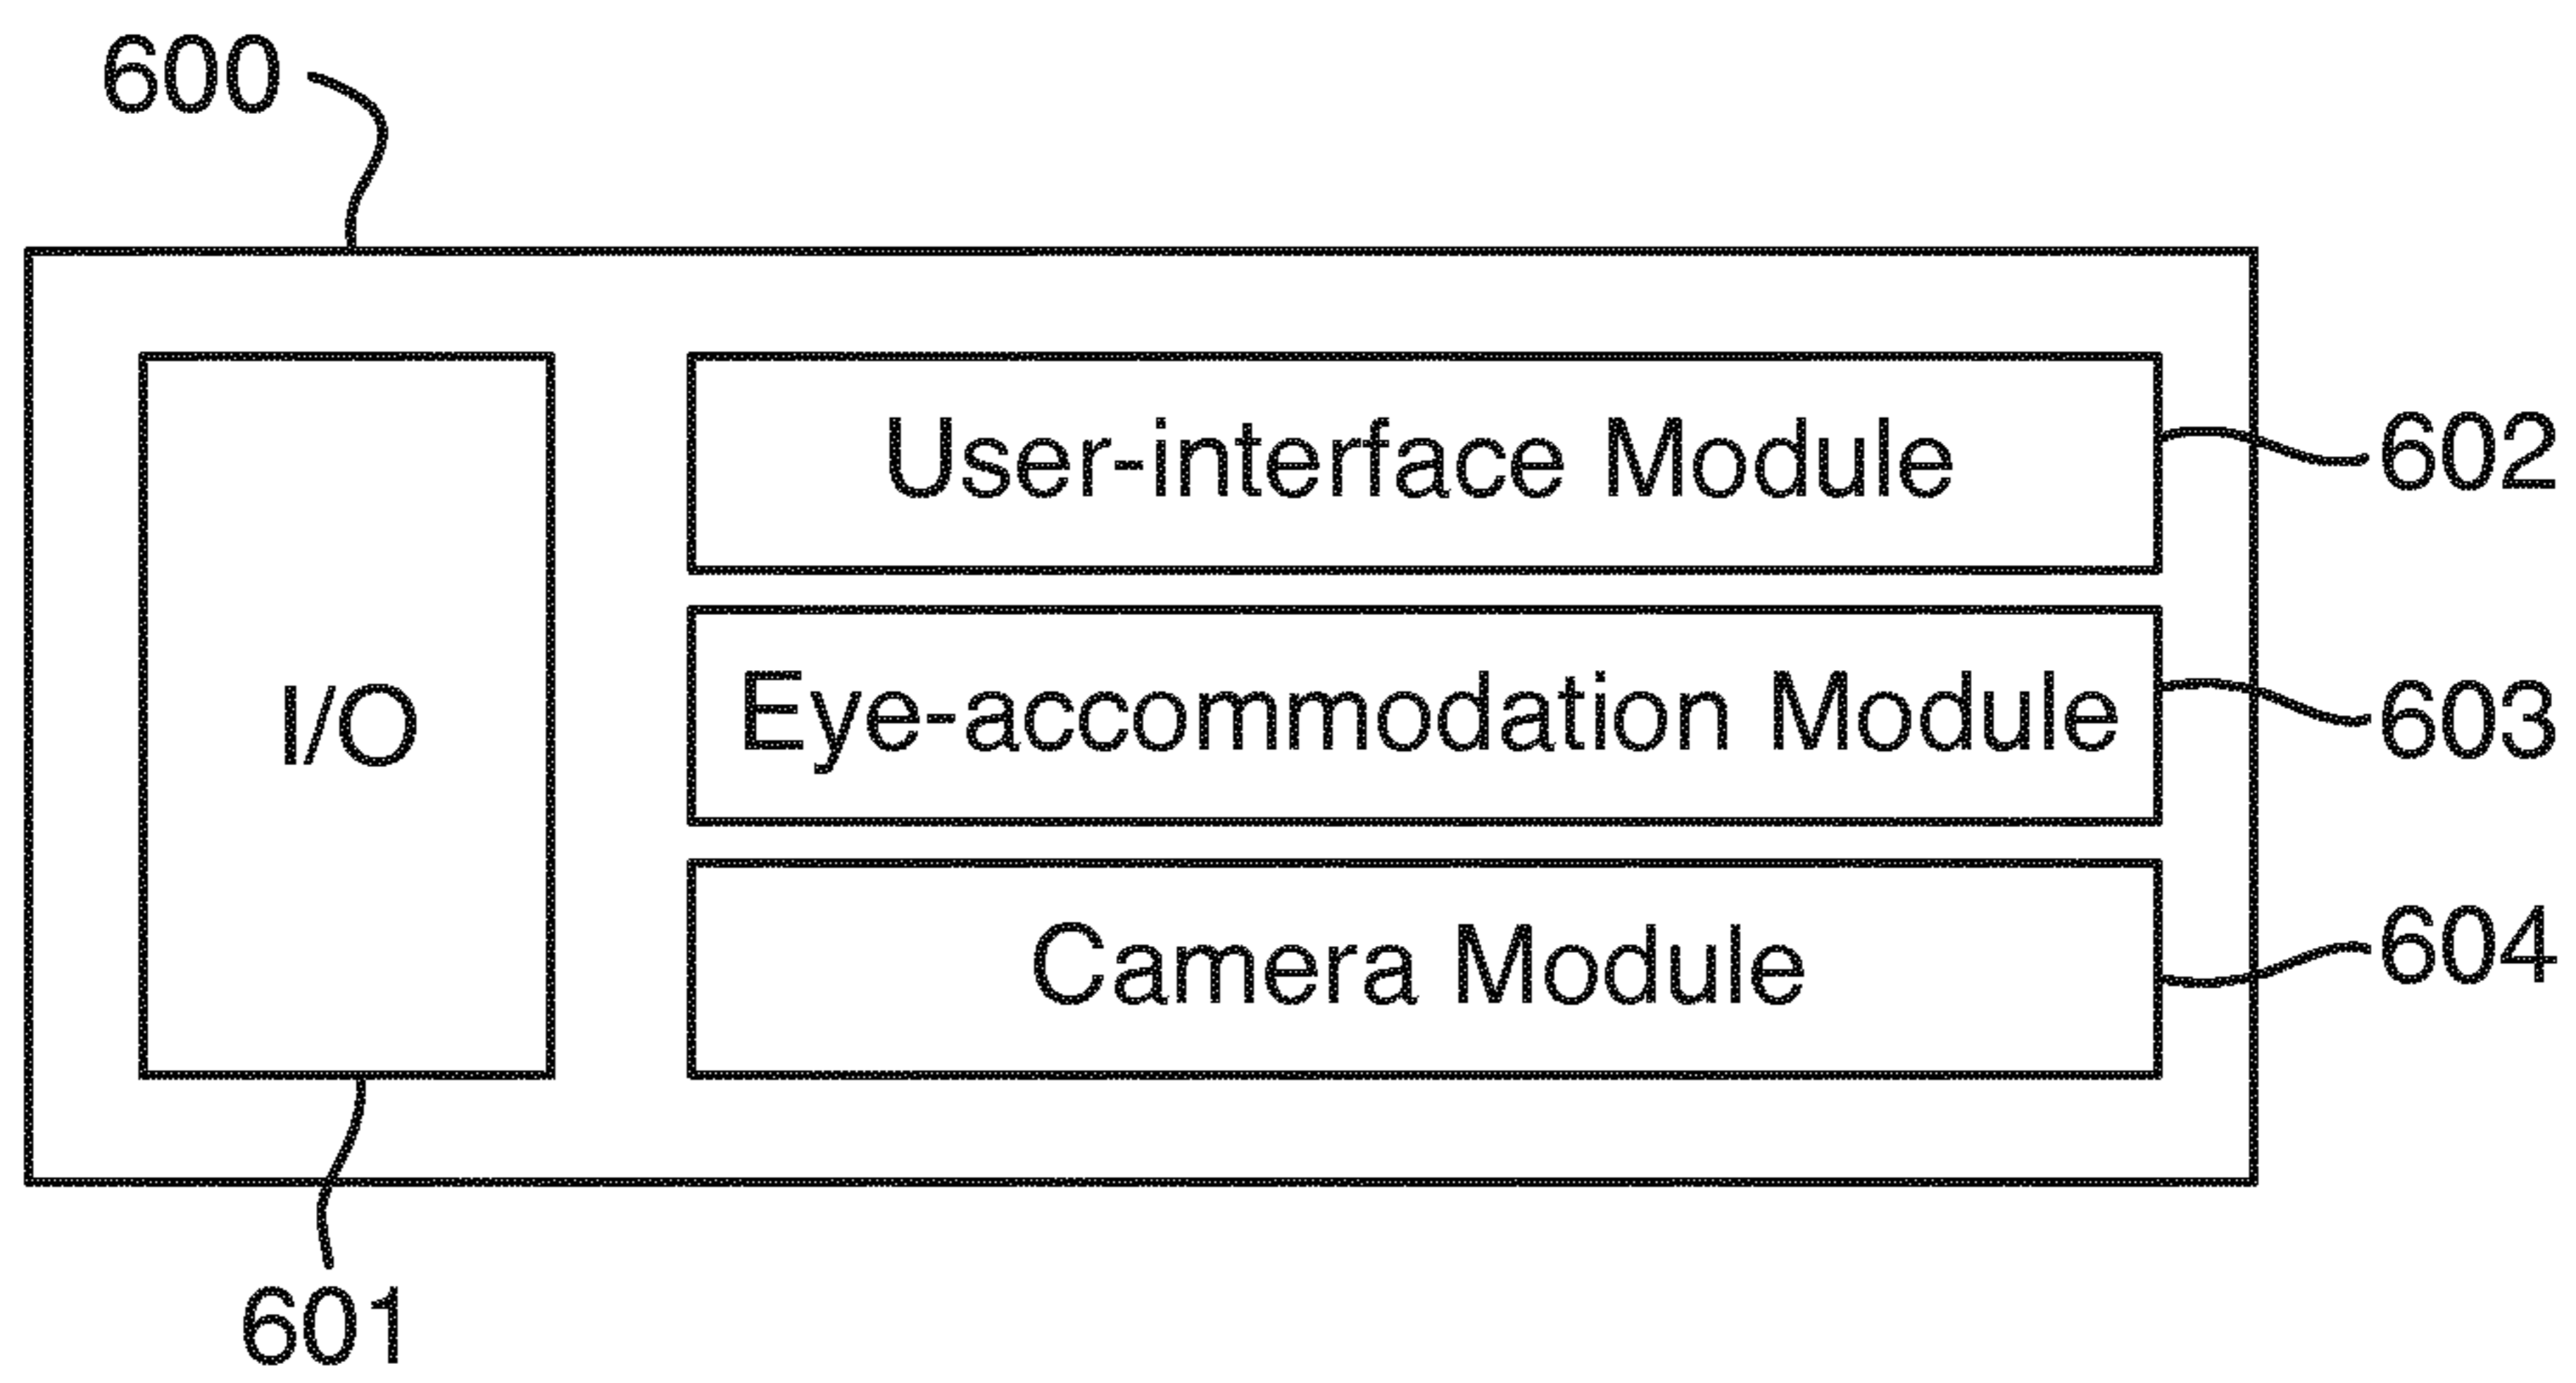 600
I/O
User-interface Module
602
Eye-accommodation Module
603
Camera Module
604
601